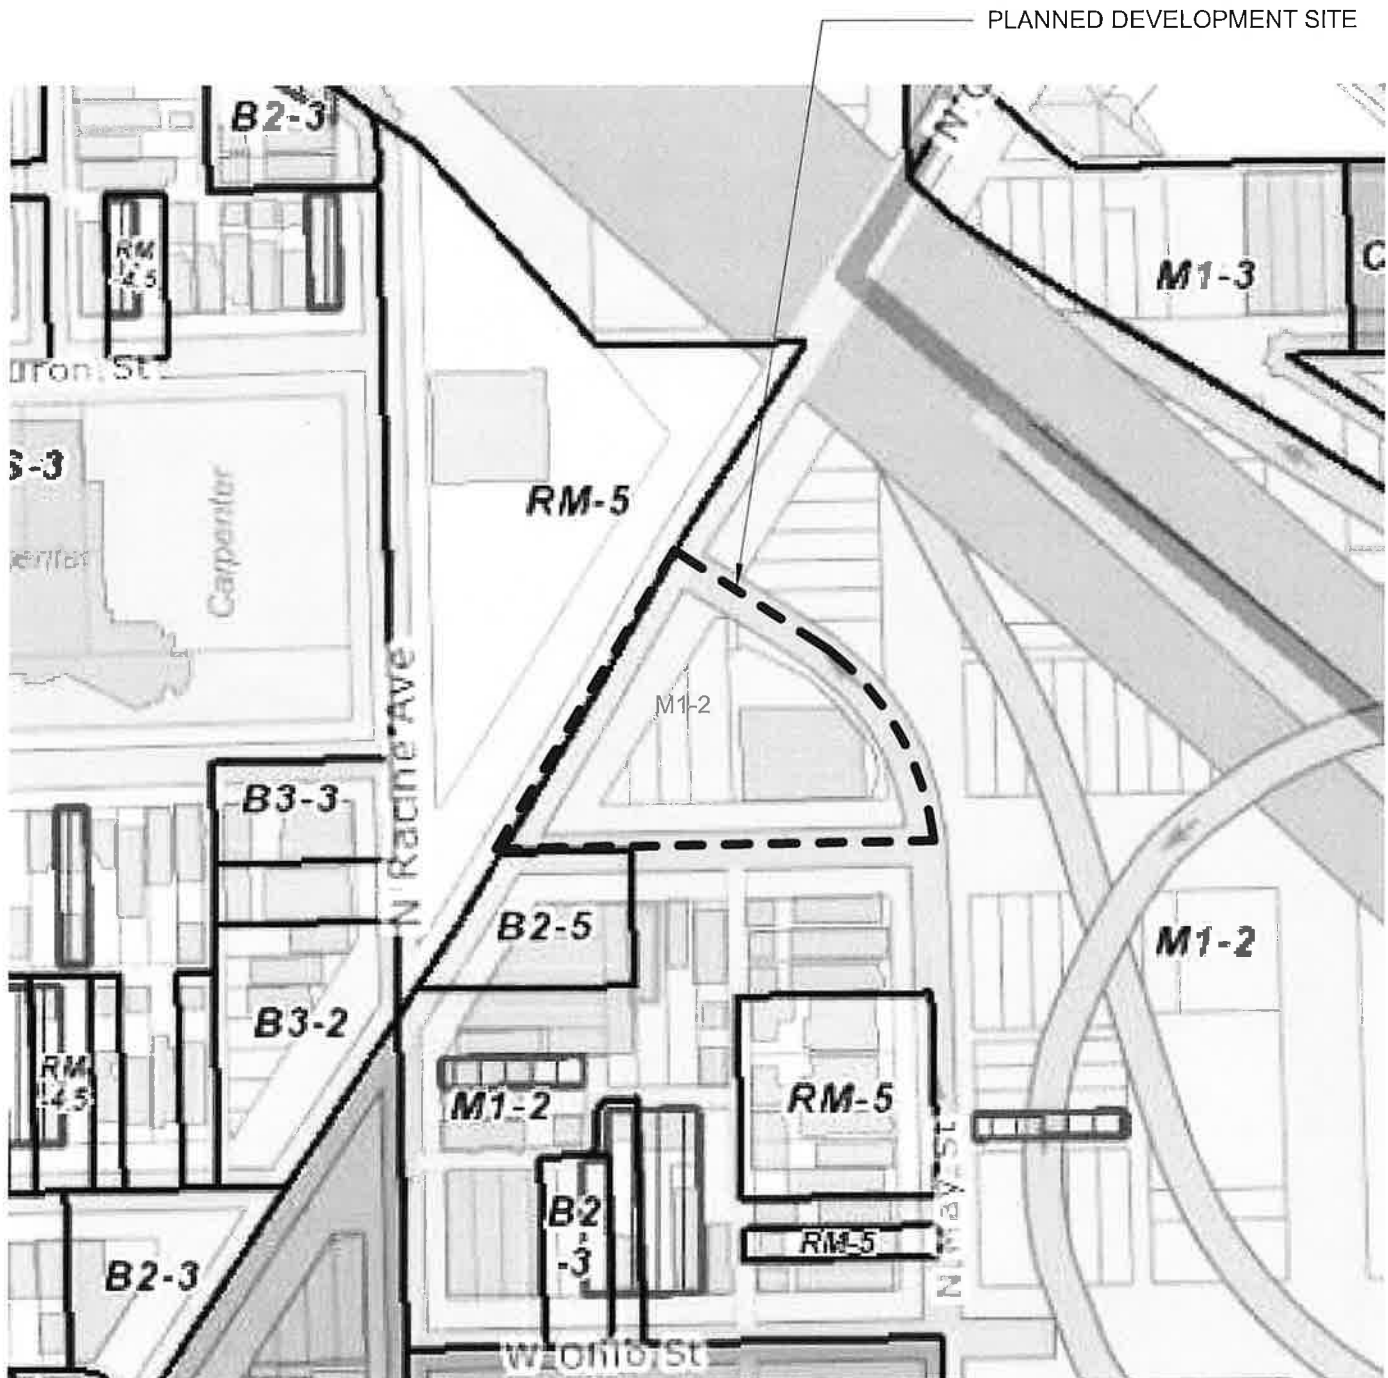 PLANNED DEVELOPMENT SITE
B2-3
N
RM
-4.5
M1-3
C
St
S-3
RM-5
Carpenter
M1-2
N Racine Ave
B3-3
B2-5
M1-2
B3-2
RM
-4.5
M1-2
RM-5
N May St
B2
-3
RM-5
B2-3
W Ohio St